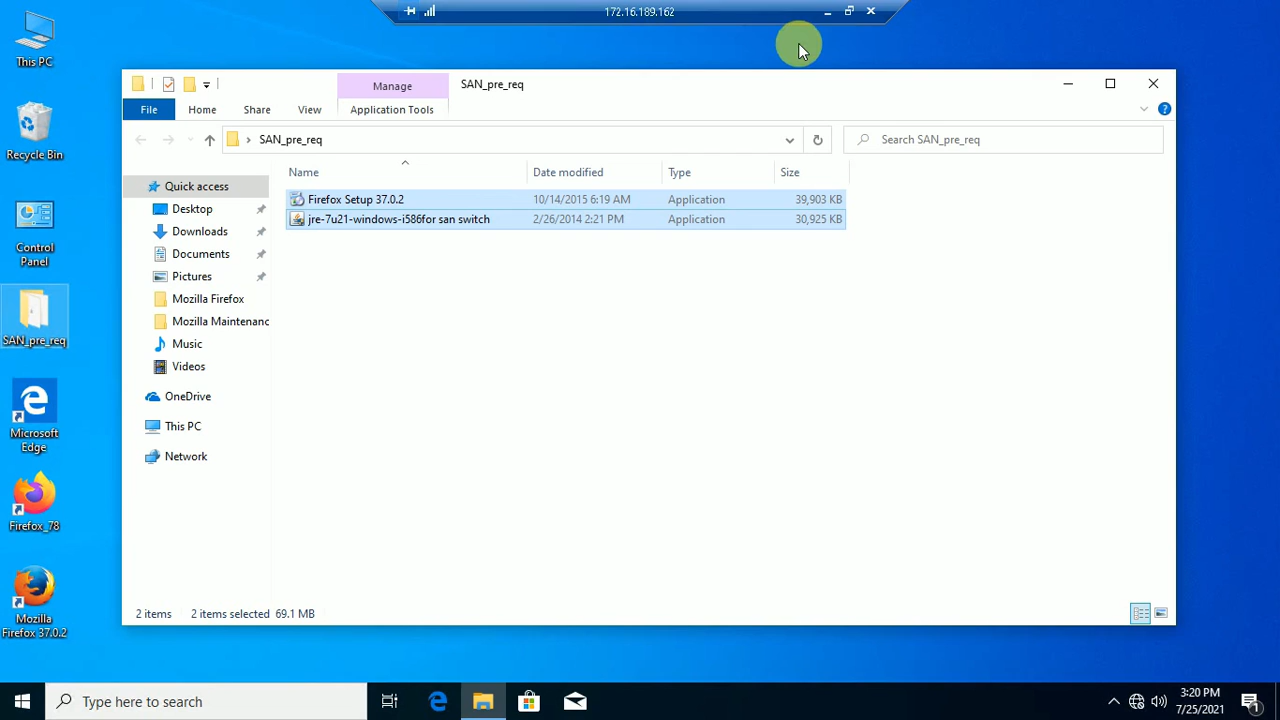 172.16.189.162
This PC
Recycle Bin
Control
Panel
SAN_pre_req
Microsoft
Edge
Firefox_78
Mozilla
Firefox 37.0.2
Manage
SAN_pre_req
File
Home
Share
View
Application Tools
SAN_pre_req
Search SAN_pre_req
Name
Date modified
Type
Size
Firefox Setup 37.0.2
10/14/2015 6:19 AM
Application
39,903 KB
jre-7u21-windows-i586for san switch
2/26/2014 2:21 PM
Application
30,925 KB
Quick access
Desktop
Downloads
Documents
Pictures
Mozilla Firefox
Mozilla Maintenanc
Music
Videos
OneDrive
This PC
Network
2 items
2 items selected 69.1 MB
Type here to search
3:20 PM
7/25/2021
1